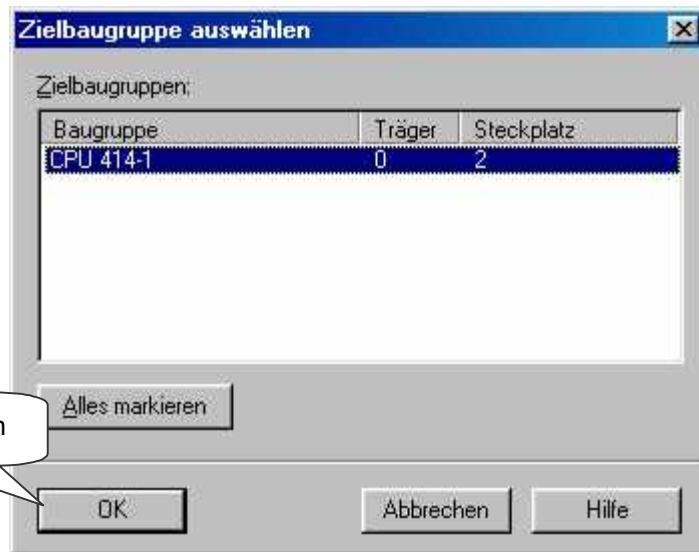 Zielbaugruppe auswählen
Zielbaugruppen:
Baugruppe Träger Steckplatz
CPU 414-1 0 2
Alles markieren
n
OK Abbrechen Hilfe